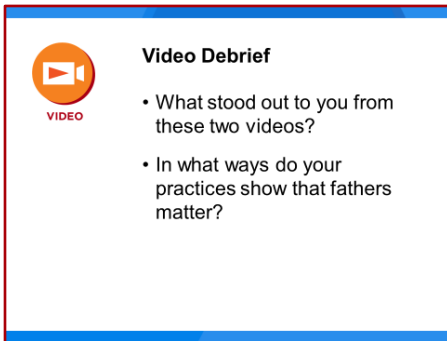 Video Debrief
VIDEO
• What stood out to you from
these two videos?
• In what ways do your
practices show that fathers
matter?